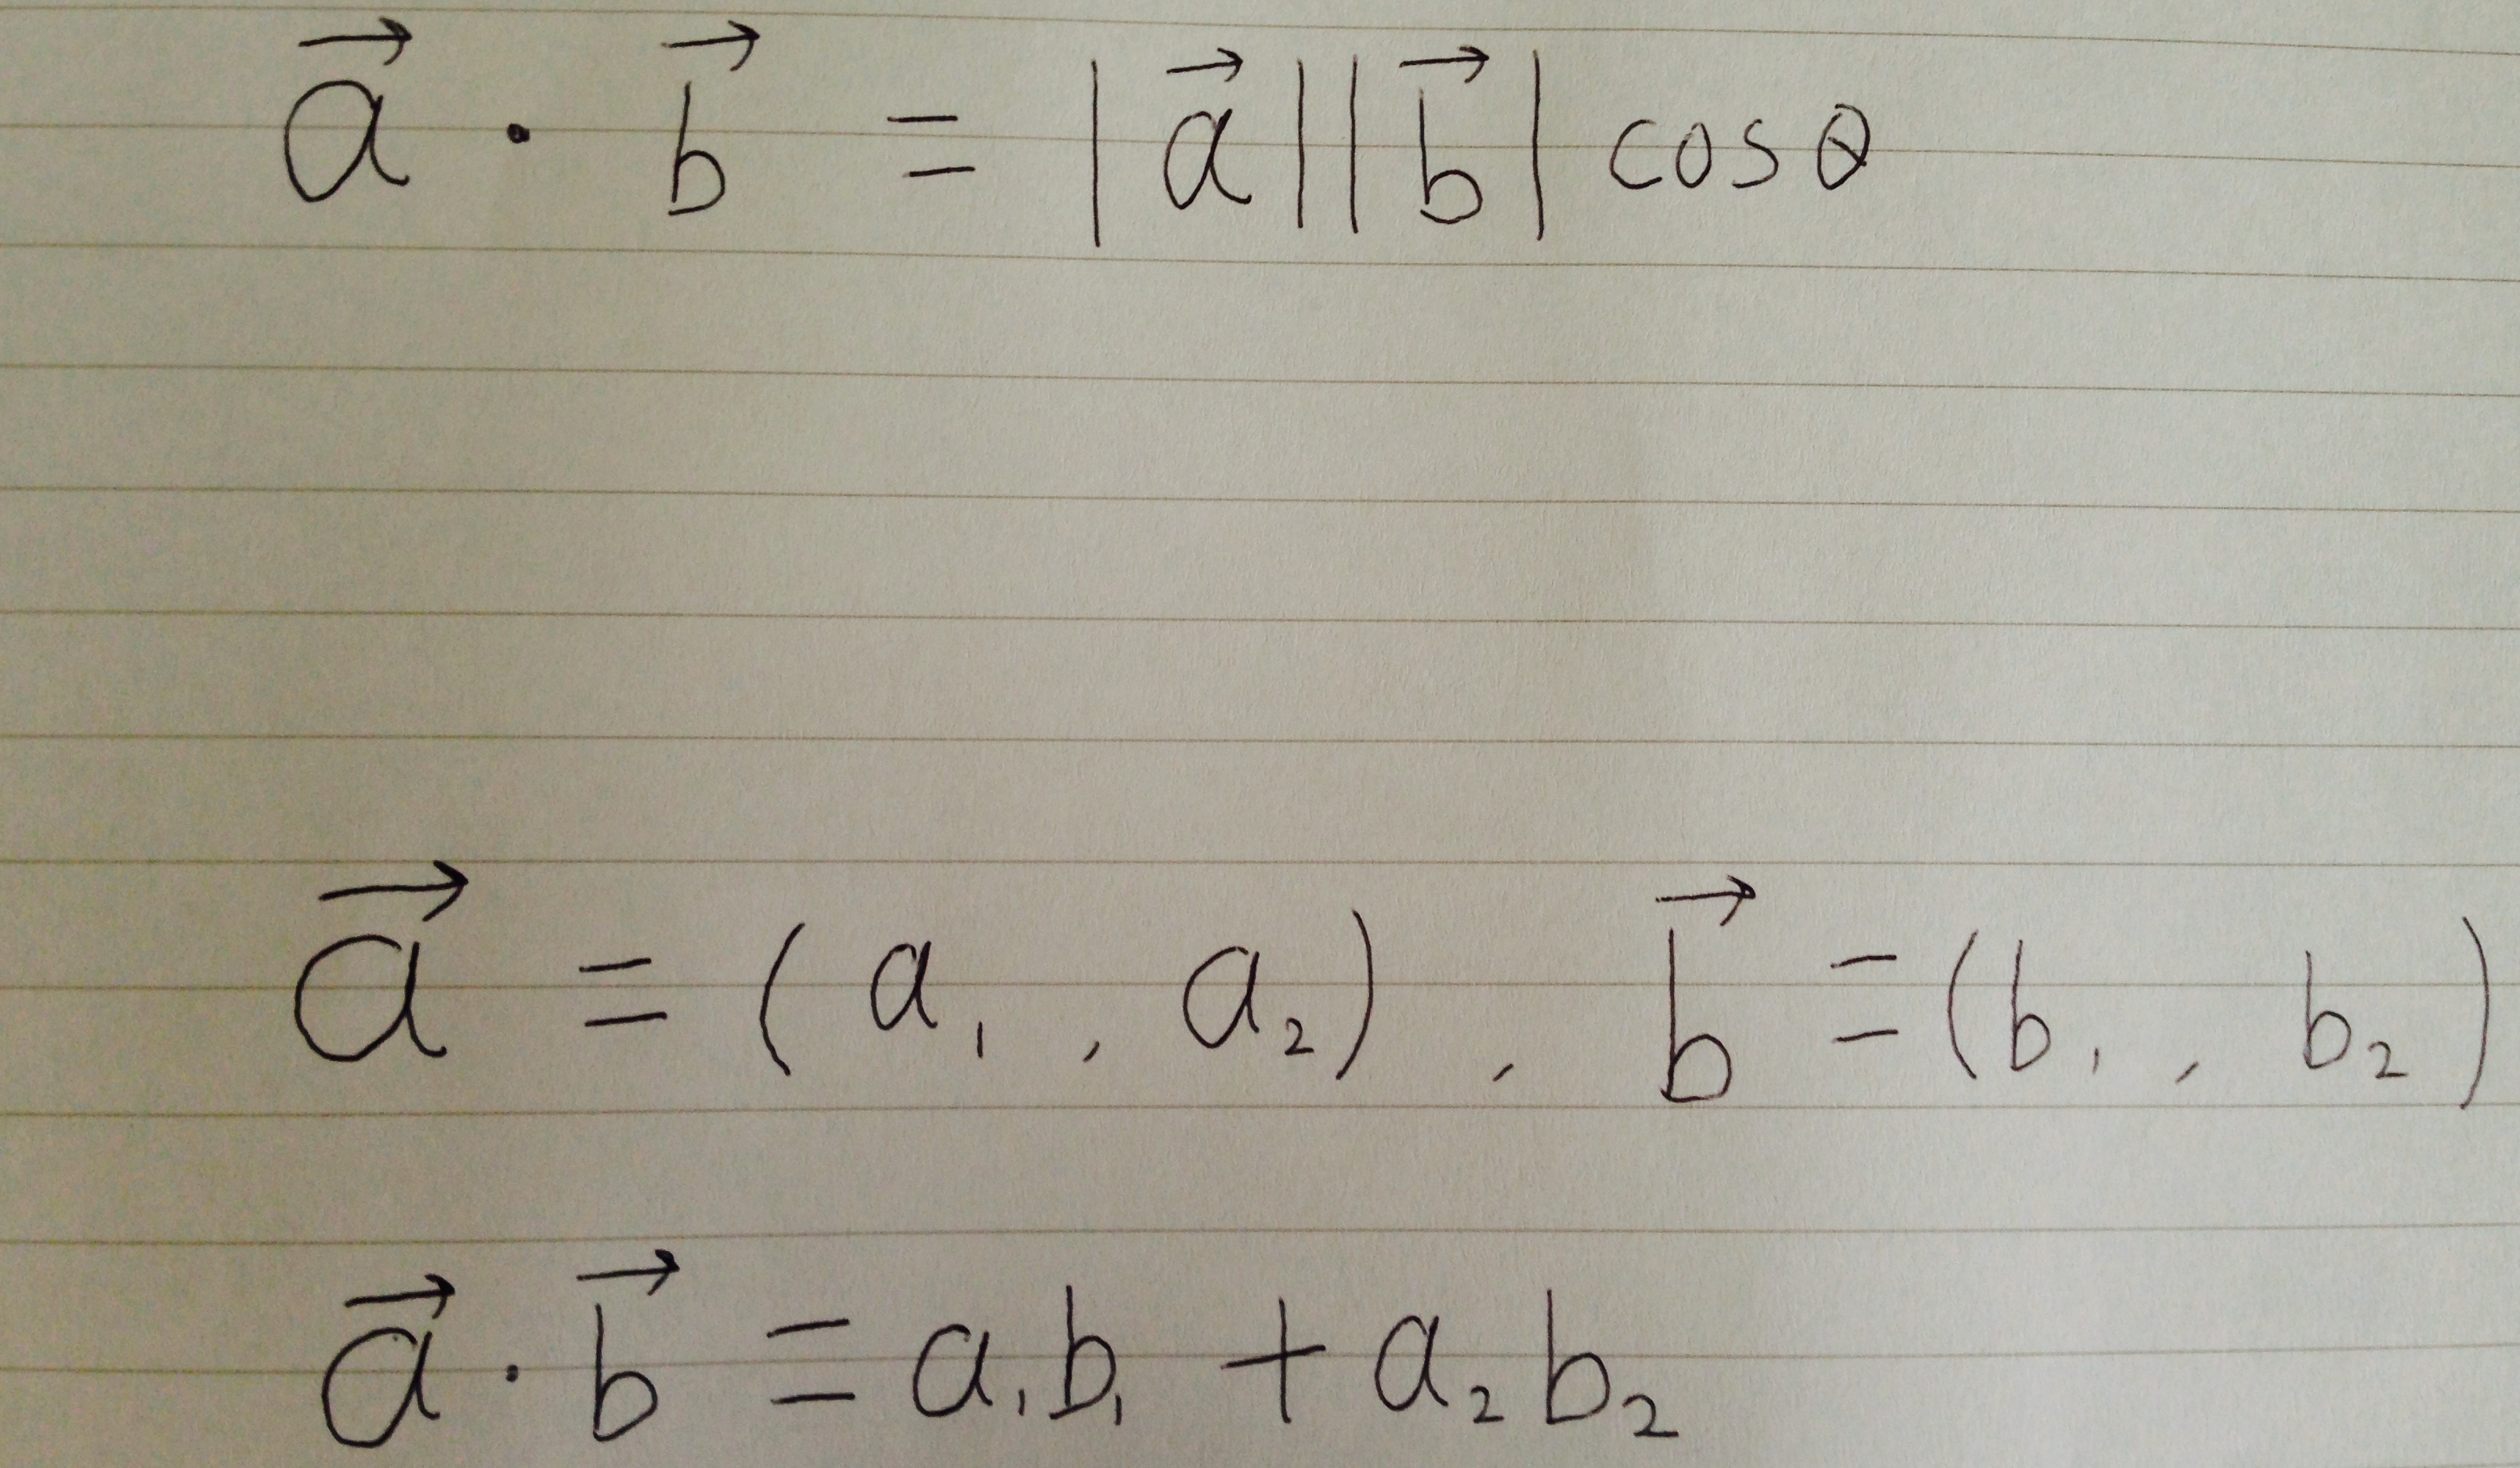 $\vec{a} \cdot \vec{b} = |\vec{a}||\vec{b}| \cos\theta$
$\vec{a} = (a_1, a_2), \vec{b} = (b_1, b_2)$
$\vec{a} \cdot \vec{b} = a_1 b_1 + a_2 b_2$